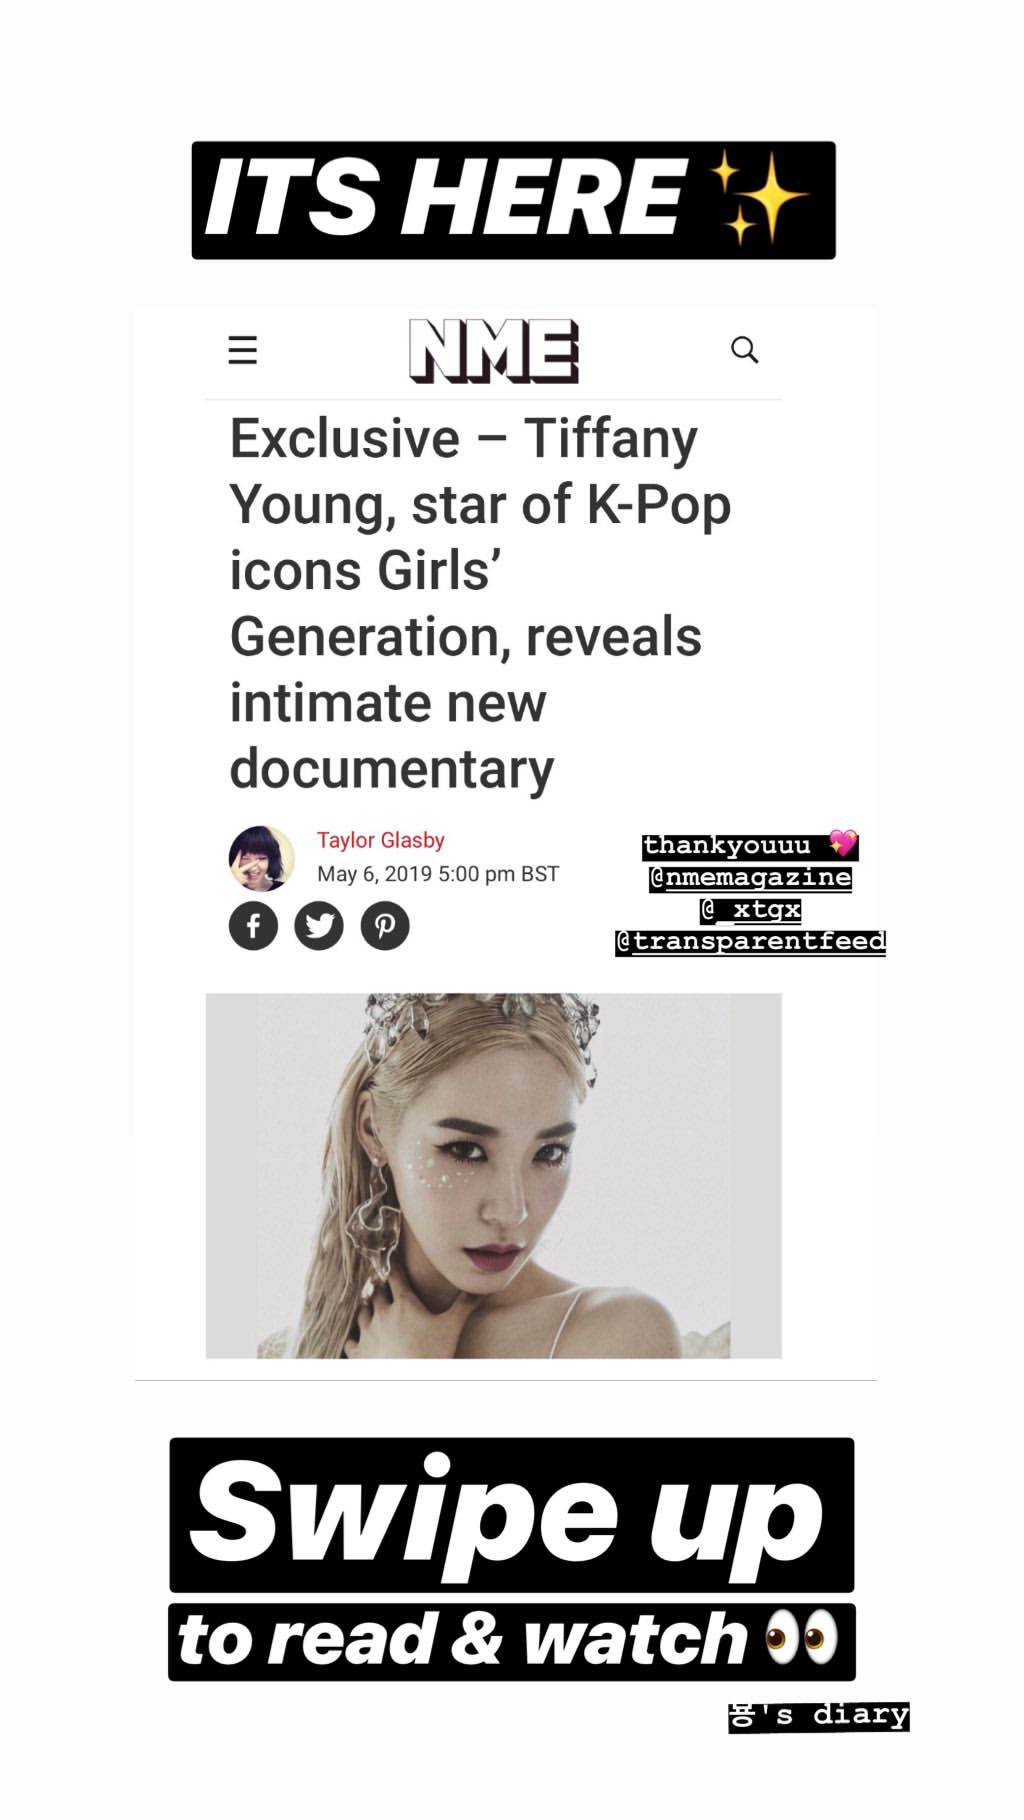 ITS HERE ✨
NME
Exclusive – Tiffany
Young, star of K-Pop
icons Girls’
Generation, reveals
intimate new
documentary
Taylor Glasby
May 6, 2019 5:00 pm BST
thankyouuu 💖
@nmemagazine
@_xtgx
@transparentfeed
Swipe up
to read & watch 👀
묭's diary